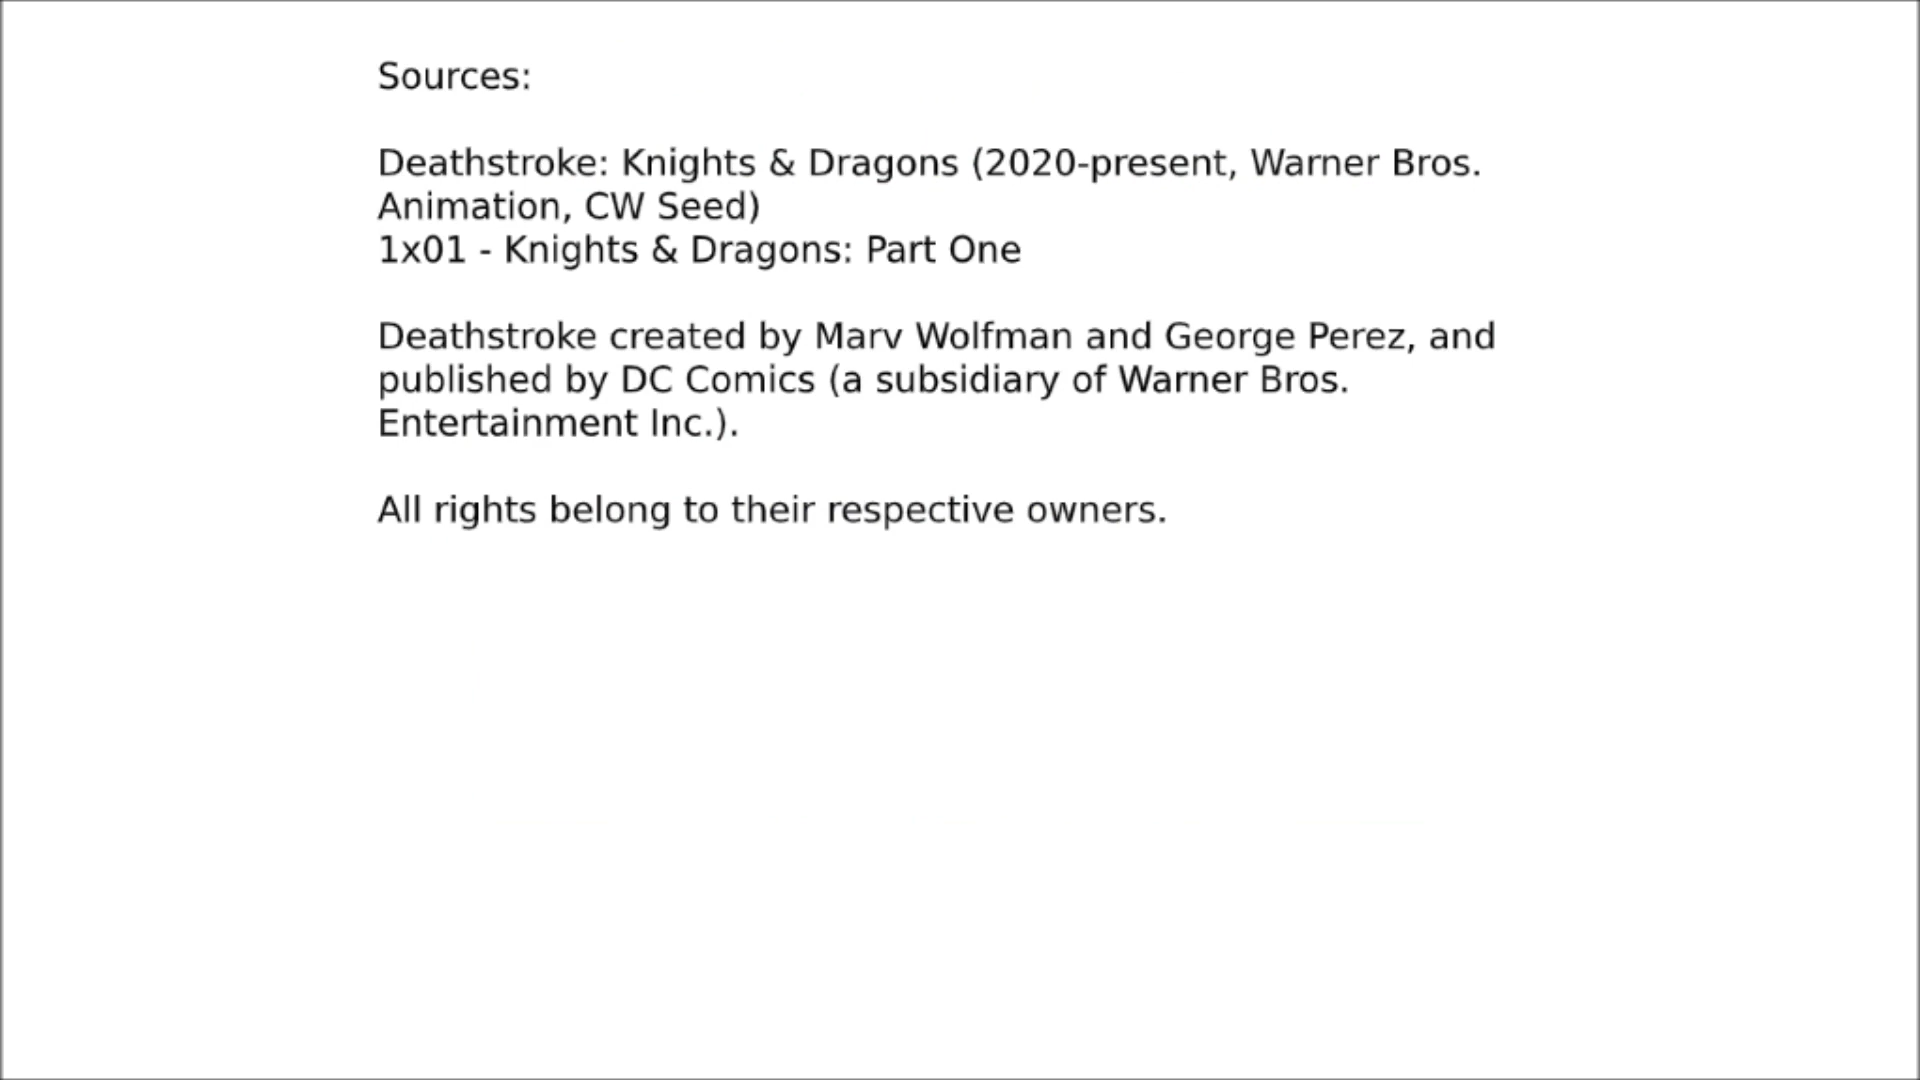 Sources:
Deathstroke: Knights & Dragons (2020-present, Warner Bros.
Animation, CW Seed)
1x01 - Knights & Dragons: Part One
Deathstroke created by Marv Wolfman and George Perez, and
published by DC Comics (a subsidiary of Warner Bros.
Entertainment Inc.).
All rights belong to their respective owners.